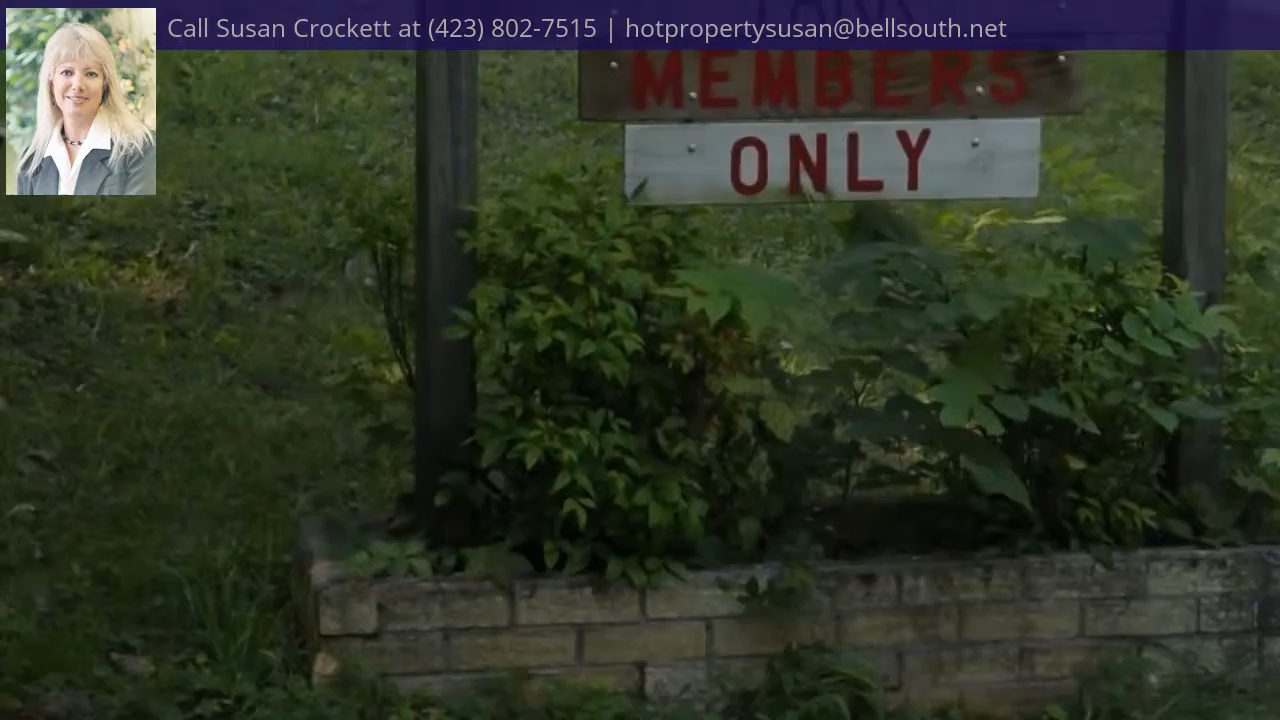 Call Susan Crockett at (423) 802-7515 | hotpropertysusan@bellsouth.net
MEMBERS
ONLY